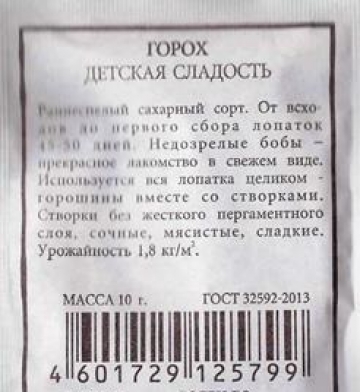 ГОРОХ
ДЕТСКАЯ СЛАДОСТЬ
Раннеспелый сахарный сорт. От всхо-
дов до первого сбора лопаток
45-50 дней. Недозрелые бобы –
прекрасное лакомство в свежем виде.
Используется вся лопатка целиком -
горошины вместе со створками.
Створки без жесткого пергаментного
слоя, сочные, мясистые, сладкие.
Урожайность 1,8 кг/м².
МАССА 10 г. ГОСТ 32592-2013
4 601729 125799